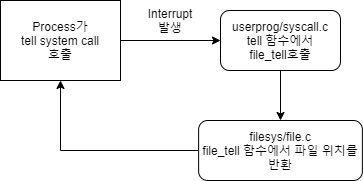 Process가
tell system call
호출
Interrupt
발생
userprog/syscall.c
tell 함수에서
file_tell호출
filesys/file.c
file_tell 함수에서 파일 위치를
반환